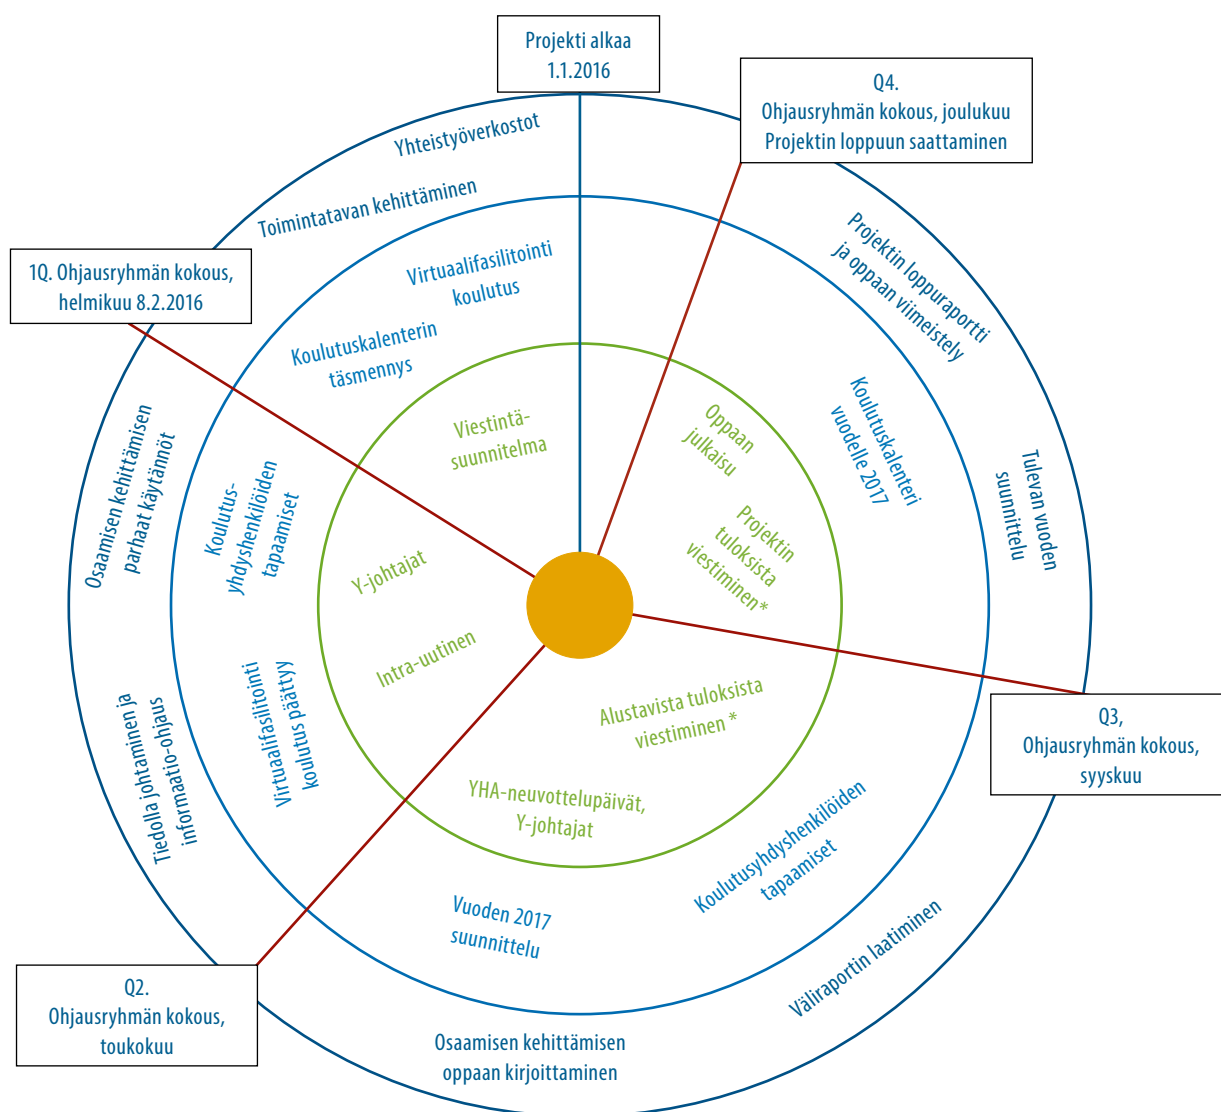 Projekti alkaa
1.1.2016
Q4.
Ohjausryhmän kokous, joulukuu
Projektin loppuun saattaminen
Yhteistyöverkostot
Toimintatavan kehittäminen
1Q. Ohjausryhmän kokous,
helmikuu 8.2.2016
Virtuaalifasilitointi
koulutus
Koulutuskalenterin
täsmennys
Viestintä-
suunnitelma
Projektin loppuraportti
ja oppaan viimeistely
Koulutuskalenteri
vuodelle 2017
Oppaan
julkaisu
Tulevan vuoden
suunnittelu
Projektin
tuloksista
viestiminen*
Osaamisen kehittämisen
parhaat käytännöt
Koulutus-
yhdyshenkilöiden
tapaamiset
Y-johtajat
Intra-uutinen
Tiedolla johtaminen ja
informaatio-ohjaus
Virtuaalifasilitointi
koulutus päättyy
Alustavista tuloksista
viestiminen *
Q3,
Ohjausryhmän kokous,
syyskuu
YHA-neuvottelupäivät,
Y-johtajat
Koulutusyhdyshenkilöiden
tapaamiset
Vuoden 2017
suunnittelu
Väliraportin laatiminen
Q2.
Ohjausryhmän kokous,
toukokuu
Osaamisen kehittämisen
oppaan kirjoittaminen